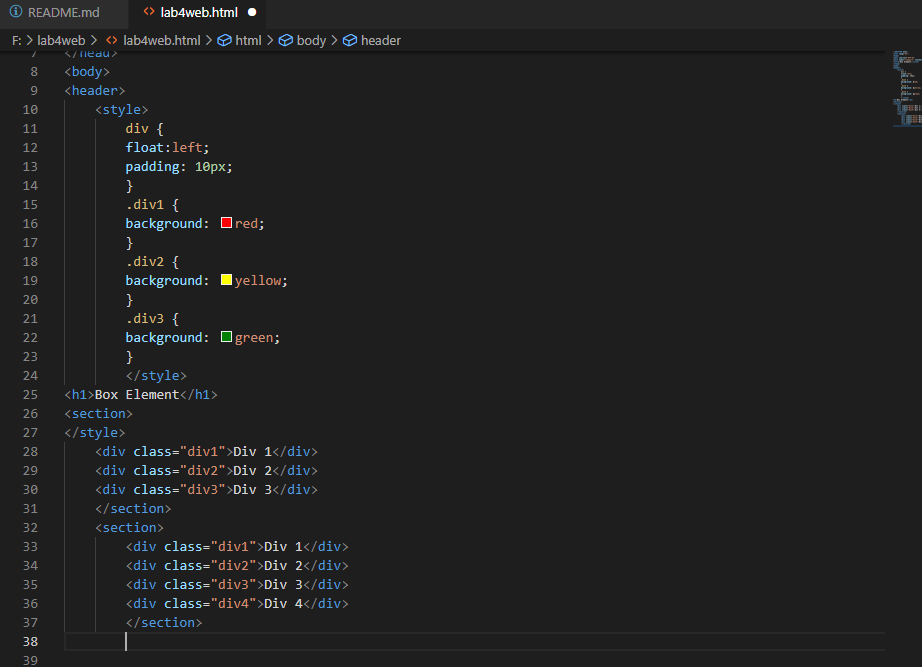 README.md
lab4web.html
F: > lab4web > lab4web.html > html > body > header
7 </head>
8 <body>
9 <header>
10 <style>
11 div {
12 float:left;
13 padding: 10px;
14 }
15 .div1 {
16 background: red;
17 }
18 .div2 {
19 background: yellow;
20 }
21 .div3 {
22 background: green;
23 }
24 </style>
25 <h1>Box Element</h1>
26 <section>
27 </style>
28 <div class="div1">Div 1</div>
29 <div class="div2">Div 2</div>
30 <div class="div3">Div 3</div>
31 </section>
32 <section>
33 <div class="div1">Div 1</div>
34 <div class="div2">Div 2</div>
35 <div class="div3">Div 3</div>
36 <div class="div4">Div 4</div>
37 </section>
38
39